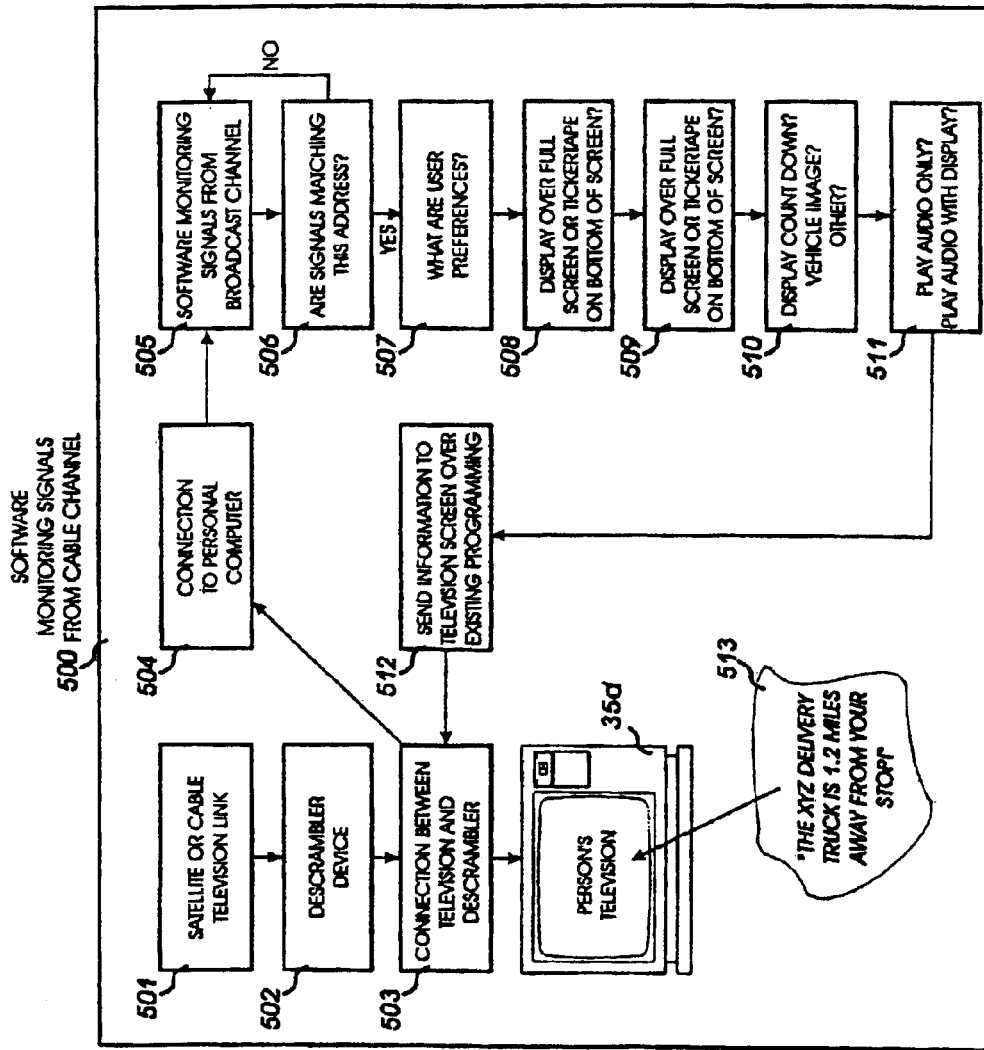 SOFTWARE
MONITORING SIGNALS
FROM CABLE CHANNEL
500
501
SATELLITE OR CABLE
TELEVISION LINK
502
DESCRAMBLER
DEVICE
503
CONNECTION BETWEEN
TELEVISION AND
DESCRAMBLER
PERSON'S
TELEVISION
35d
504
CONNECTION
TO PERSONAL
COMPUTER
512
SEND INFORMATION TO
TELEVISION SCREEN OVER
EXISTING PROGRAMMING
513
"THE XYZ DELIVERY
TRUCK IS 1.2 MILES
AWAY FROM YOUR
STOP!"
505
SOFTWARE MONITORING
SIGNALS FROM
BROADCAST CHANNEL
NO
506
ARE SIGNALS MATCHING
THIS ADDRESS?
YES
507
WHAT ARE USER
PREFERENCES?
608
DISPLAY OVER FULL
SCREEN OR TICKERTAPE
ON BOTTOM OF SCREEN?
509
DISPLAY OVER FULL
SCREEN OR TICKERTAPE
ON BOTTOM OF SCREEN?
510
DISPLAY COUNT DOWN?
VEHICLE IMAGE?
OTHER?
511
PLAY AUDIO ONLY?
PLAY AUDIO WITH DISPLAY?